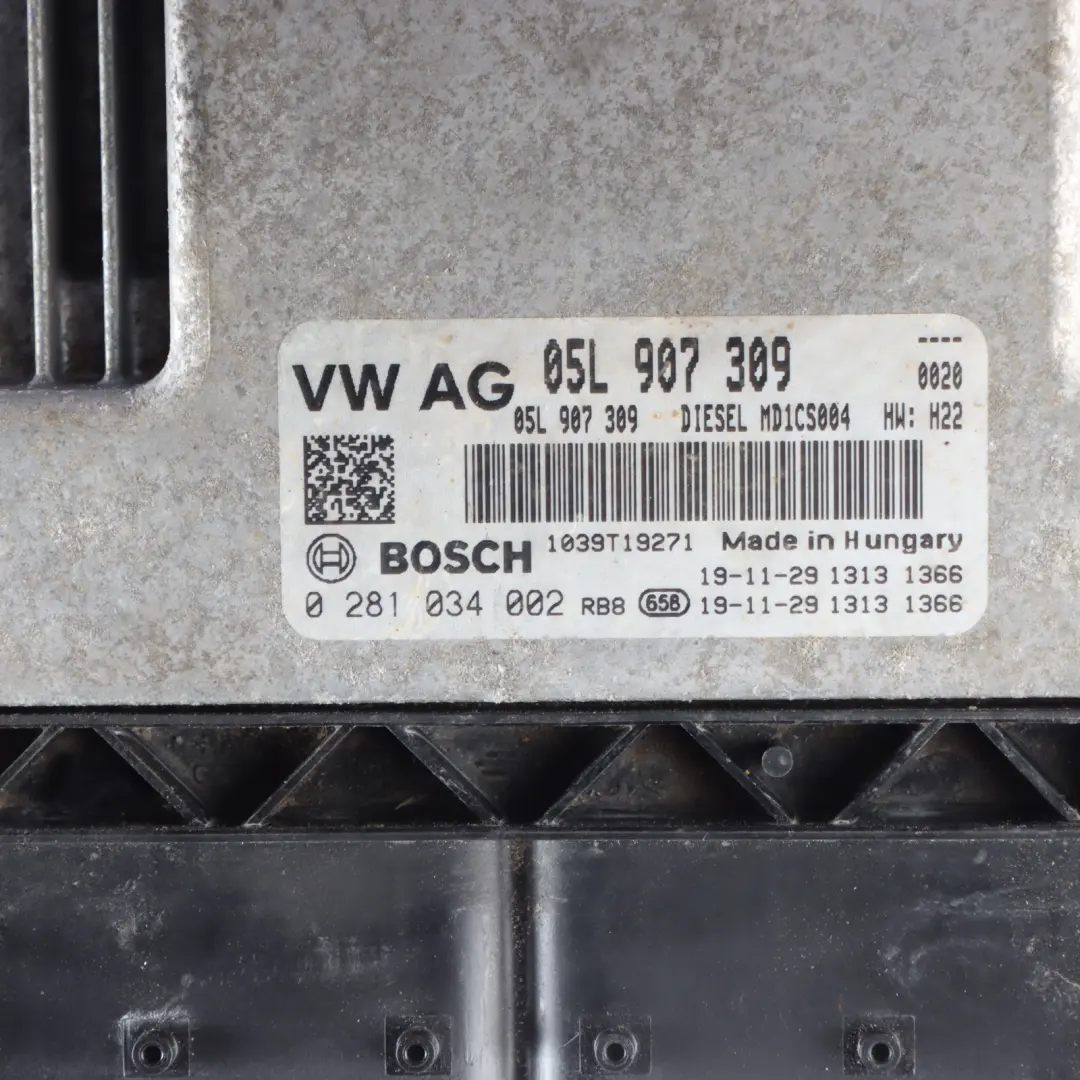 VW AG 05L 907 309 ----
0020
05L 907 309 DIESEL MD1CS004 HW: H22
BOSCH 1039T19271 Made in Hungary
19-11-29 1313 1366
0 281 034 002 RB8 658 19-11-29 1313 1366